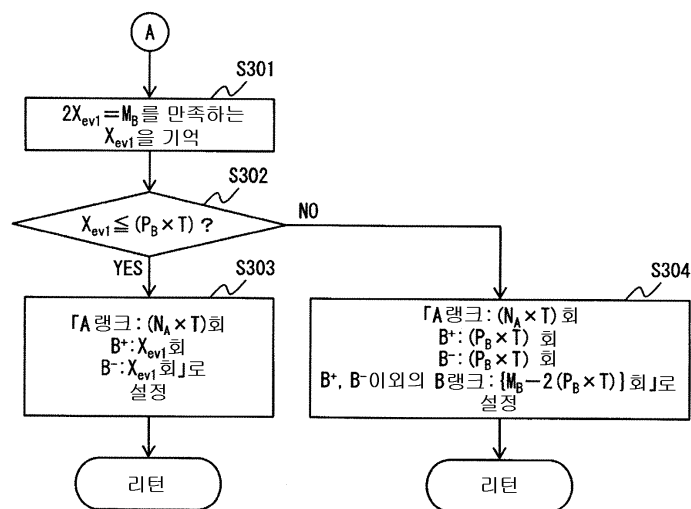 A
S301
2Xev1=MB를 만족하는
Xev1을 기억
S302
Xev1≦(PB×T) ?
NO
YES
S303
「A랭크:(NA×T)회
B+:Xev1회
B-:Xev1회」로
설정
S304
「A랭크:(NA×T)회
B+:(PB×T) 회
B-:(PB×T) 회
B+, B-이외의 B랭크:{MB-2(PB×T)}회」로
설정
리턴
리턴